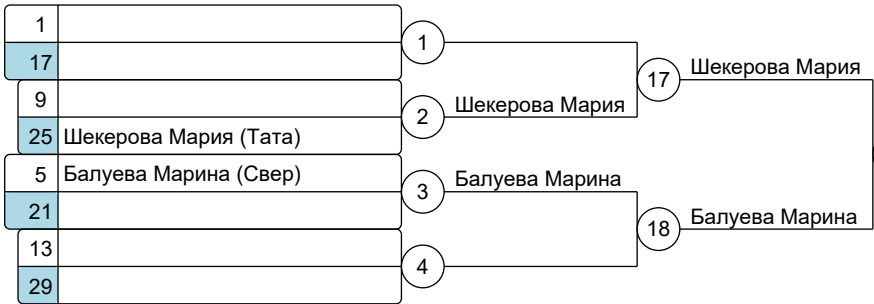 1
17
1
9
25 Шекерова Мария (Тата)
2 Шекерова Мария
17 Шекерова Мария
5 Балуева Марина (Свер)
21
3 Балуева Марина
13
29
4
18 Балуева Марина